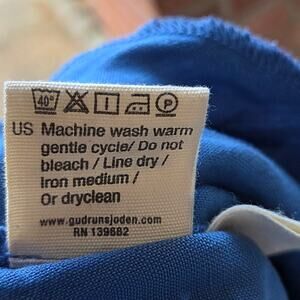 40°
P
US Machine wash warm
gentle cycle/ Do not
bleach / Line dry /
Iron medium /
Or dryclean
www.gudrunsjoden.com
RN 139682